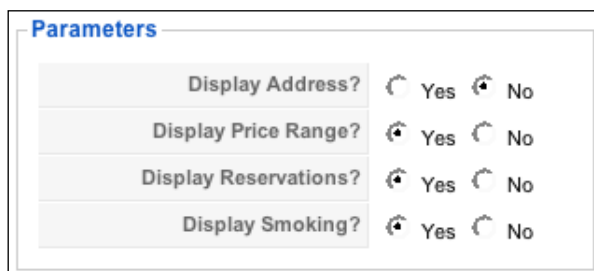 Parameters
Display Address? Yes No
Display Price Range? Yes No
Display Reservations? Yes No
Display Smoking? Yes No